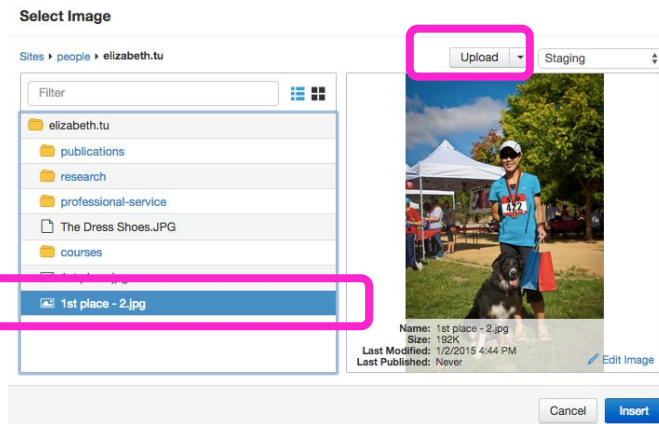 Select Image
Sites ▸ people ▸ elizabeth.tu
Upload
Staging
Filter
elizabeth.tu
publications
research
professional-service
The Dress Shoes.JPG
courses
1st place - 2.jpg
422
Name: 1st place - 2.jpg
Size: 192K
Last Modified: 1/2/2015 4:44 PM
Last Published: Never
Edit Image
Cancel
Insert